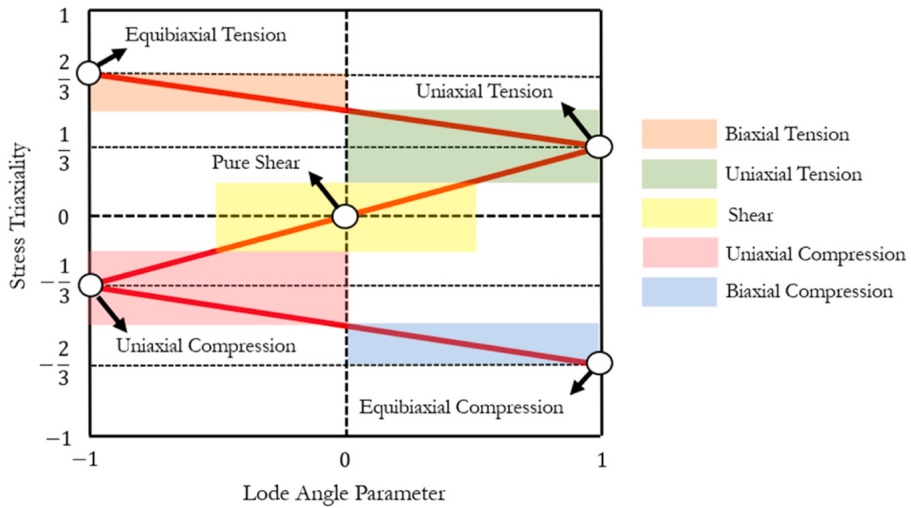 1
Equibiaxial Tension
2
3
Uniaxial Tension
1
3
Pure Shear
0
Stress Triaxiality
1
−
3
Uniaxial Compression
2
−
3
Equibiaxial Compression
−1
−1
0
1
Lode Angle Parameter
Biaxial Tension
Uniaxial Tension
Shear
Uniaxial Compression
Biaxial Compression